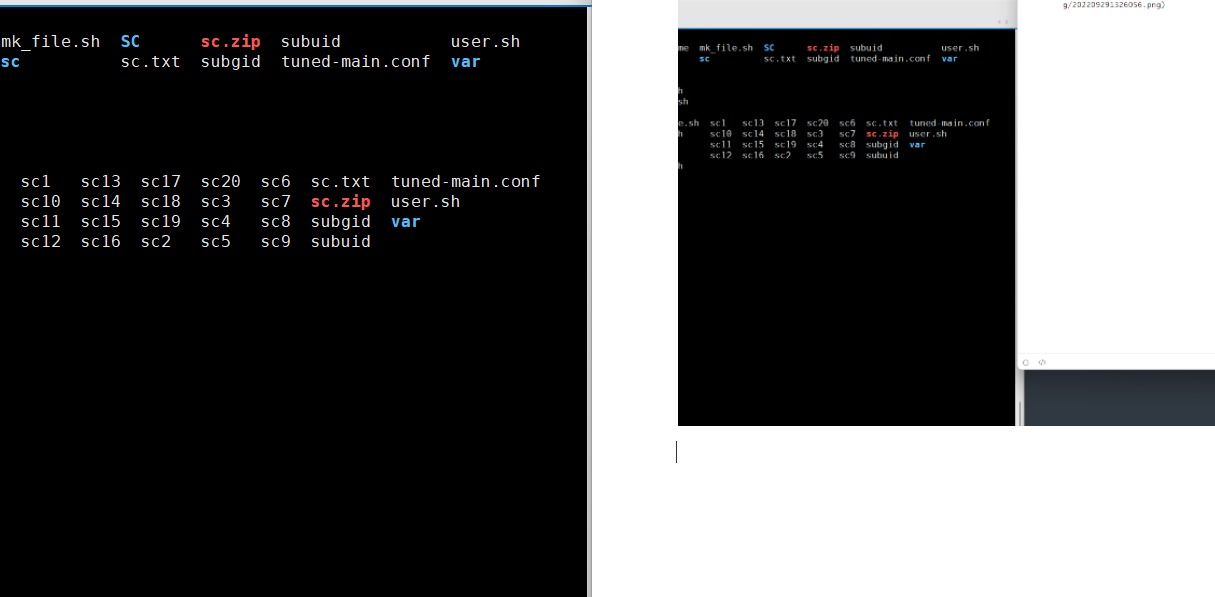 mk_file.sh SC sc.zip subuid user.sh
sc sc.txt subgid tuned-main.conf var
sc1 sc13 sc17 sc20 sc6 sc.txt tuned-main.conf
sc10 sc14 sc18 sc3 sc7 sc.zip user.sh
sc11 sc15 sc19 sc4 sc8 subgid var
sc12 sc16 sc2 sc5 sc9 subuid
g/202209291326056.png)
me mk_file.sh SC sc.zip subuid user.sh
sc sc.txt subgid tuned-main.conf var
h
sh
e.sh sc1 sc13 sc17 sc20 sc6 sc.txt tuned-main.conf
h sc10 sc14 sc18 sc3 sc7 sc.zip user.sh
sc11 sc15 sc19 sc4 sc8 subgid var
sc12 sc16 sc2 sc5 sc9 subuid
h